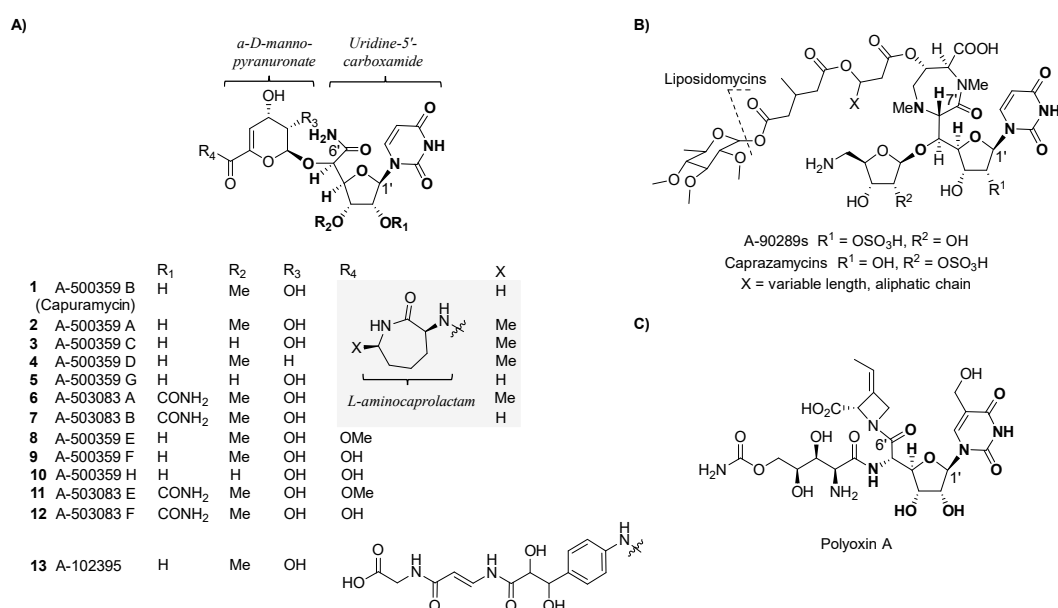 A)
a-D-manno-
pyranuronate
Uridine-5'-
carboxamide
OH
R3
H2N
O
O
6'
N
NH
R4
O
O
O
H
O
1'
O
H
R2O
OR1
R1 R2 R3 R4 X
1 A-500359 B H Me OH H
(Capuramycin)
2 A-500359 A H Me OH Me
3 A-500359 C H H OH Me
4 A-500359 D H Me H Me
5 A-500359 G H H OH H
6 A-503083 A CONH2 Me OH Me
7 A-503083 B CONH2 Me OH H
O
HN
H
N
X
H
L-aminocaprolactam
8 A-500359 E H Me OH OMe
9 A-500359 F H Me OH OH
10 A-500359 H H H OH OH
11 A-503083 E CONH2 Me OH OMe
12 A-503083 F CONH2 Me OH OH
13 A-102395 H Me OH
O
HO
H
N
O
N
H
O
OH
OH
H
N
B)
Liposidomycins
O
O
O
O
X
O
H
COOH
H
7'
NMe
MeN
O
O
NH
N
O
O
O
O
O
O
O
H2N
O
O
H
H
O
1'
HO
R1
HO
R2
A-90289s R1 = OSO3H, R2 = OH
Caprazamycins R1 = OH, R2 = OSO3H
X = variable length, aliphatic chain
C)
OH
HO2C
N
O
O
6'
NH
N
O
O
OH
O
H2N
O
N
H
H
O
1'
OH
NH2
OH
OH
Polyoxin A